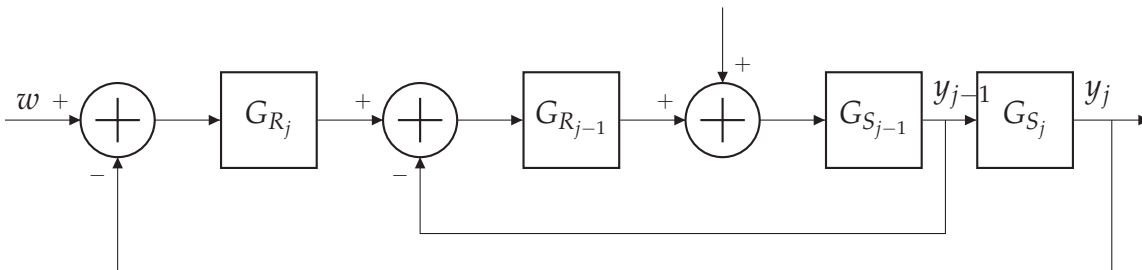 +
w + G_{R_j} + G_{R_{j-1}} + G_{S_{j-1}} y_{j-1} G_{S_j} y_j
− −